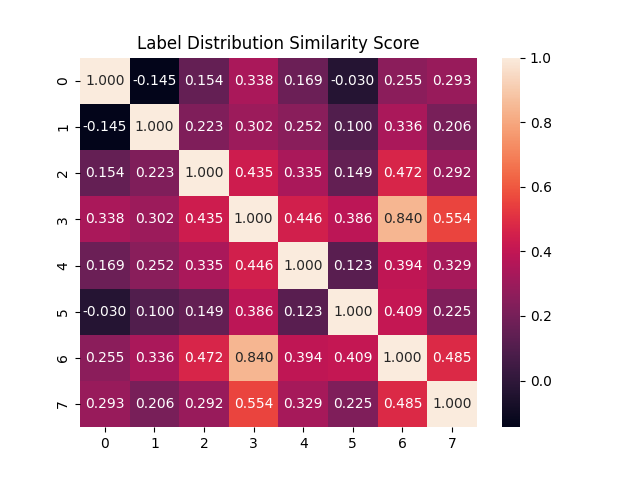 Label Distribution Similarity Score
0 1.000 -0.145 0.154 0.338 0.169 -0.030 0.255 0.293
1 -0.145 1.000 0.223 0.302 0.252 0.100 0.336 0.206
2 0.154 0.223 1.000 0.435 0.335 0.149 0.472 0.292
3 0.338 0.302 0.435 1.000 0.446 0.386 0.840 0.554
4 0.169 0.252 0.335 0.446 1.000 0.123 0.394 0.329
5 -0.030 0.100 0.149 0.386 0.123 1.000 0.409 0.225
6 0.255 0.336 0.472 0.840 0.394 0.409 1.000 0.485
7 0.293 0.206 0.292 0.554 0.329 0.225 0.485 1.000
0 1 2 3 4 5 6 7
1.0
0.8
0.6
0.4
0.2
0.0